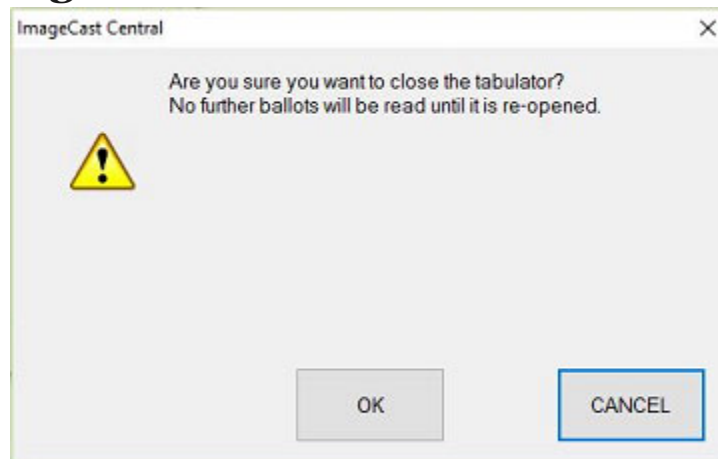 ImageCast Central
Are you sure you want to close the tabulator?
No further ballots will be read until it is re-opened.
OK
CANCEL